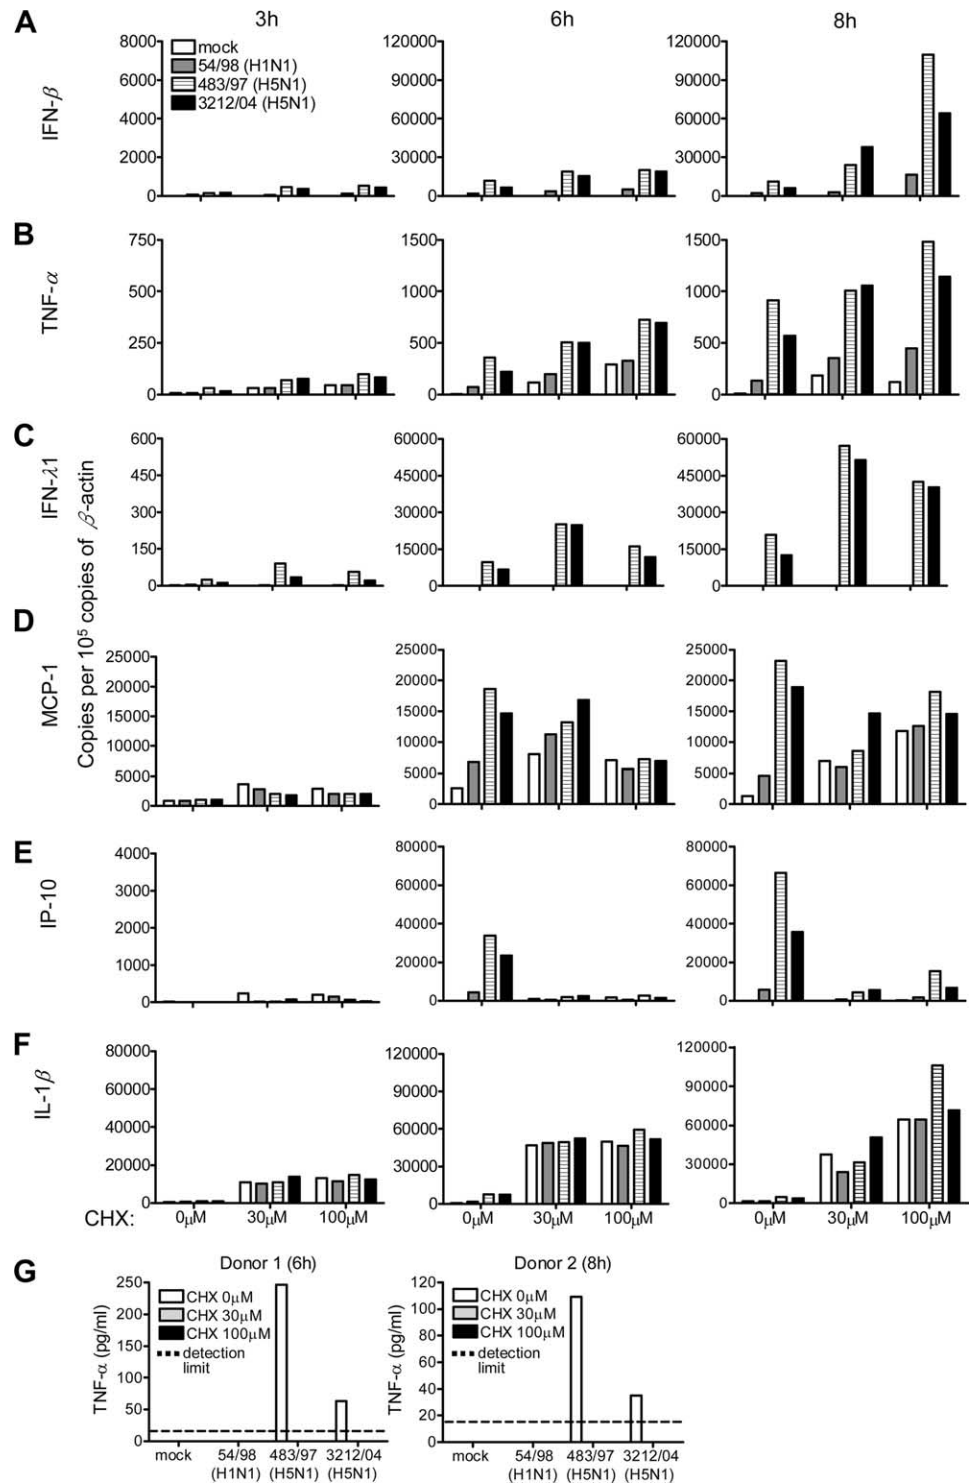 A 3h 6h 8h
IFN-β
8000 120000 120000
6000 90000 90000
4000 60000 60000
2000 30000 30000
0 0 0
mock
54/98 (H1N1)
483/97 (H5N1)
3212/04 (H5N1)
B
TNF-α
750 1500 1500
500 1000 1000
250 500 500
0 0 0
C
IFN-λ1
Copies per 10⁵ copies of β-actin
600 60000 60000
450 45000 45000
300 30000 30000
150 15000 15000
0 0 0
D
MCP-1
25000 25000 25000
20000 20000 20000
15000 15000 15000
10000 10000 10000
5000 5000 5000
0 0 0
E
IP-10
4000 80000 80000
3000 60000 60000
2000 40000 40000
1000 20000 20000
0 0 0
F
IL-1β
80000 120000 120000
60000 90000 90000
40000 60000 60000
20000 30000 30000
0 0 0
CHX: 0μM 30μM 100μM 0μM 30μM 100μM 0μM 30μM 100μM
G
Donor 1 (6h)
TNF-α (pg/ml)
250
200
150
100
50
0
CHX 0μM
CHX 30μM
CHX 100μM
detection
limit
mock 54/98 483/97 3212/04
(H1N1) (H5N1) (H5N1)
Donor 2 (8h)
TNF-α (pg/ml)
120
100
80
60
40
20
0
CHX 0μM
CHX 30μM
CHX 100μM
detection
limit
mock 54/98 483/97 3212/04
(H1N1) (H5N1) (H5N1)